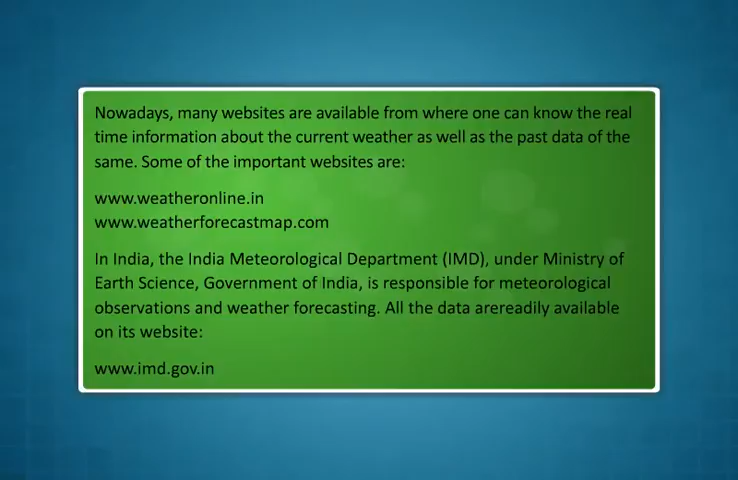 Nowadays, many websites are available from where one can know the real
time information about the current weather as well as the past data of the
same. Some of the important websites are:
www.weatheronline.in
www.weatherforecastmap.com
In India, the India Meteorological Department (IMD), under Ministry of
Earth Science, Government of India, is responsible for meteorological
observations and weather forecasting. All the data arereadily available
on its website:
www.imd.gov.in